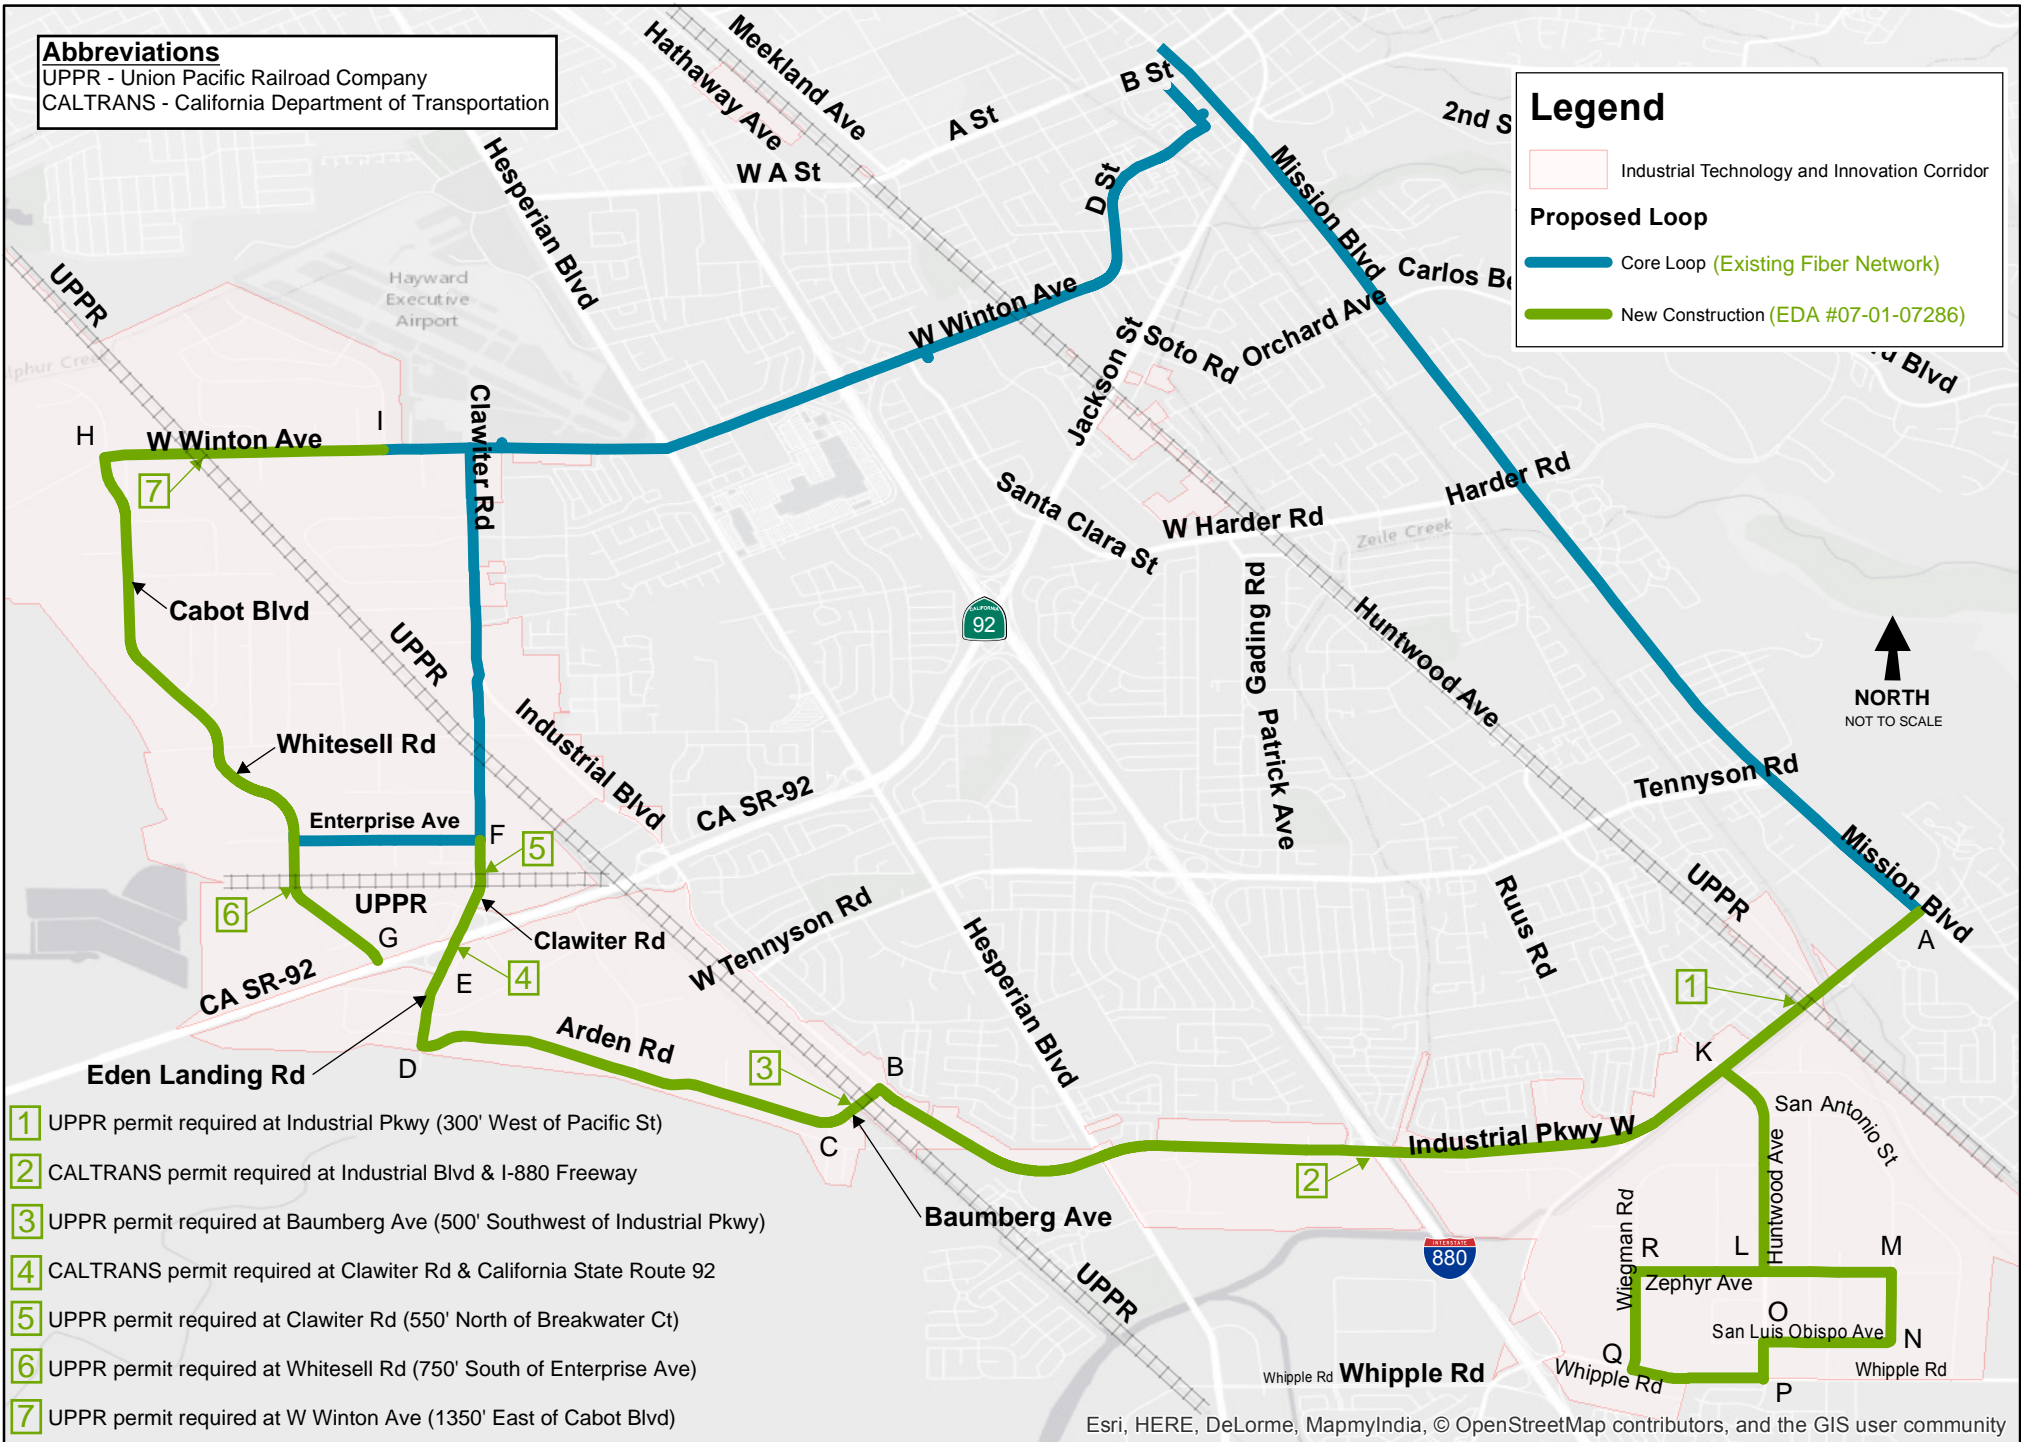 Abbreviations
UPPR - Union Pacific Railroad Company
CALTRANS - California Department of Transportation
Legend
Industrial Technology and Innovation Corridor
Proposed Loop
Core Loop (Existing Fiber Network)
New Construction (EDA #07-01-07286)
Meekland Ave
Hathaway Ave
B St
A St
W A St
2nd S
D St
Hesperian Blvd
Mission Blvd
Carlos Be
rd Blvd
UPPR
Hayward
Executive
Airport
lphur Creek
W Winton Ave
Orchard Ave
Soto Rd
Jackson St
Clawiter Rd
H
I
W Winton Ave
7
Santa Clara St
W Harder Rd
Harder Rd
Zeile Creek
Cabot Blvd
UPPR
CALIFORNIA
92
Gading Rd
Huntwood Ave
NORTH
NOT TO SCALE
Whitesell Rd
Industrial Blvd
Patrick Ave
Tennyson Rd
CA SR-92
Enterprise Ave
F
5
Mission Blvd
UPPR
6
UPPR
G
Clawiter Rd
W Tennyson Rd
Ruus Rd
A
CA SR-92
E
4
Hesperian Blvd
1
Eden Landing Rd
D
Arden Rd
3
B
C
K
San Antonio St
Industrial Pkwy W
2
Huntwood Ave
Baumberg Ave
UPPR
INTERSTATE
880
Wiegman Rd
R
L
M
Zephyr Ave
O
San Luis Obispo Ave
N
Q
Whipple Rd
Whipple Rd
P
Whipple Rd
Whipple Rd
1 UPPR permit required at Industrial Pkwy (300' West of Pacific St)
2 CALTRANS permit required at Industrial Blvd & I-880 Freeway
3 UPPR permit required at Baumberg Ave (500' Southwest of Industrial Pkwy)
4 CALTRANS permit required at Clawiter Rd & California State Route 92
5 UPPR permit required at Clawiter Rd (550' North of Breakwater Ct)
6 UPPR permit required at Whitesell Rd (750' South of Enterprise Ave)
7 UPPR permit required at W Winton Ave (1350' East of Cabot Blvd)
Esri, HERE, DeLorme, MapmyIndia, © OpenStreetMap contributors, and the GIS user community